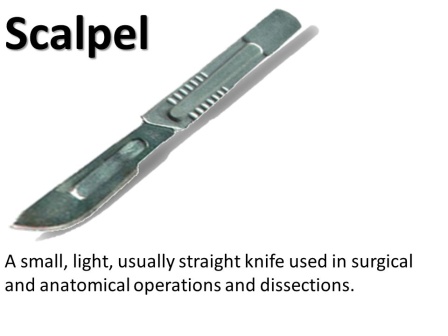 Scalpel
A small, light, usually straight knife used in surgical
and anatomical operations and dissections.